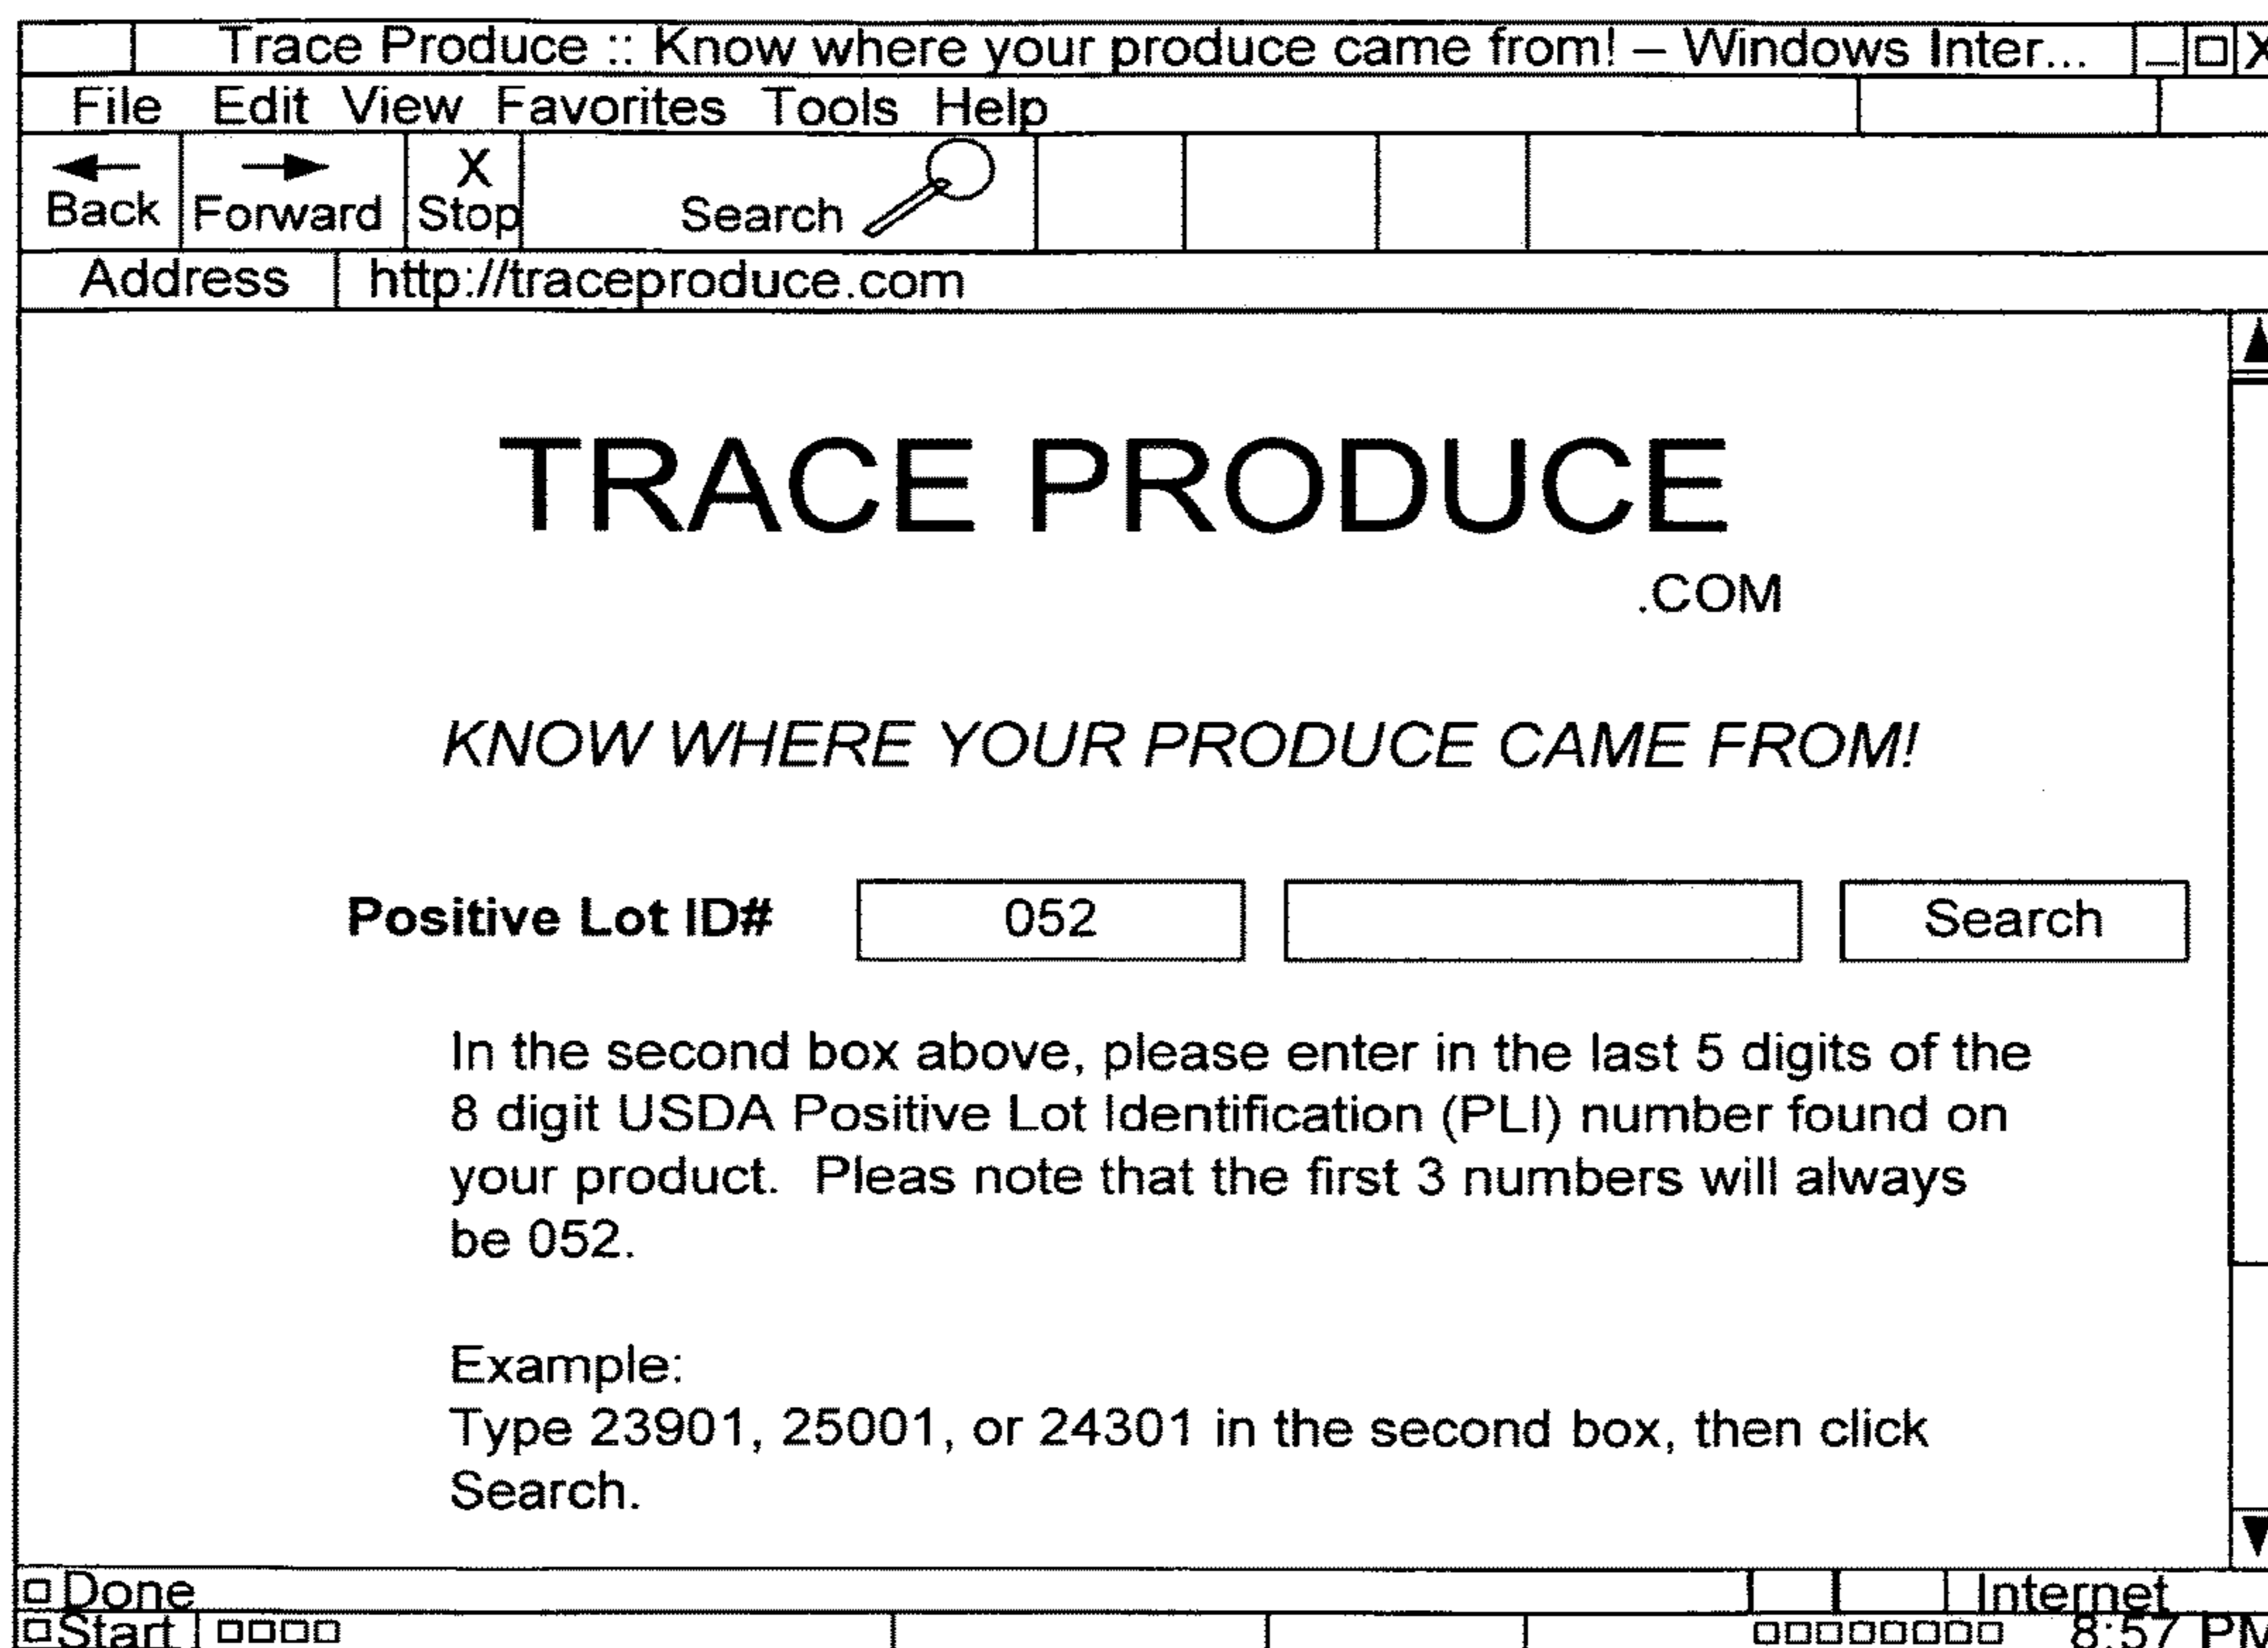 Trace Produce :: Know where your produce came from! – Windows Inter... _ X
File Edit View Favorites Tools Help
X
Back Forward Stop Search
Address http://traceproduce.com
TRACE PRODUCE
.COM
KNOW WHERE YOUR PRODUCE CAME FROM!
Positive Lot ID# 052 Search
In the second box above, please enter in the last 5 digits of the
8 digit USDA Positive Lot Identification (PLI) number found on
your product. Pleas note that the first 3 numbers will always
be 052.
Example:
Type 23901, 25001, or 24301 in the second box, then click
Search.
Done Internet
Start 8:57 PM